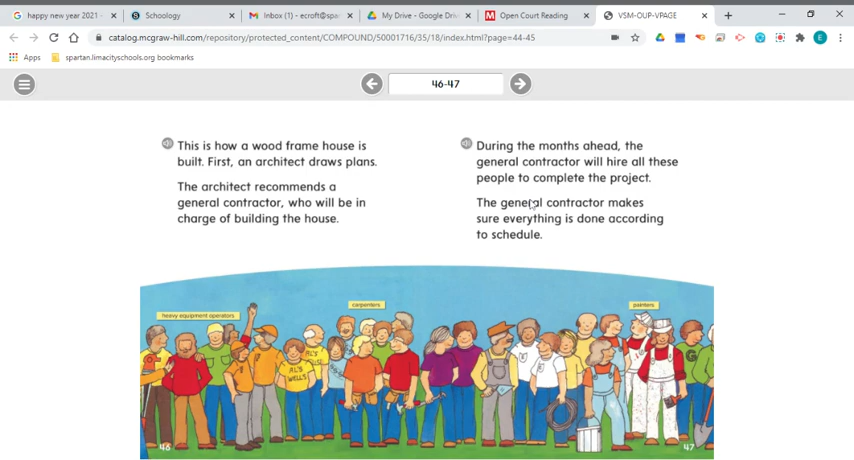 happy new year 2021 -
Schoology
Inbox (1) - ecroft@spa
My Drive - Google Driv
Open Court Reading
VSM-OUP-VPAGE
catalog.mcgraw-hill.com/repository/protected_content/COMPOUND/50001716/35/18/index.html?page=44-45
E
Apps
spartan.limacityschools.org bookmarks
46-47
This is how a wood frame house is
built. First, an architect draws plans.
The architect recommends a
general contractor, who will be in
charge of building the house.
During the months ahead, the
general contractor will hire all these
people to complete the project.
The general contractor makes
sure everything is done according
to schedule.
heavy equipment operators
carpenters
painters
AL'S
AL'S
WELLS
46
47